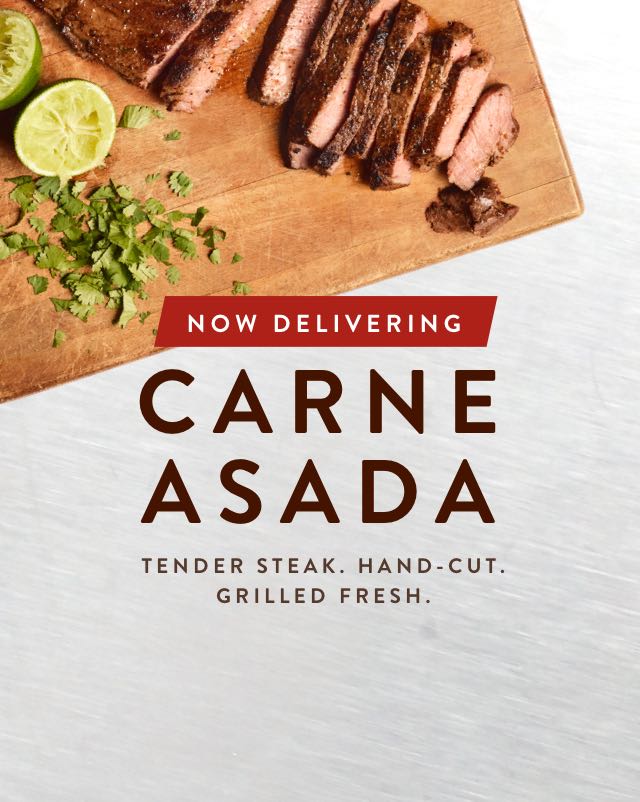 NOW DELIVERING
CARNE
ASADA
TENDER STEAK. HAND-CUT.
GRILLED FRESH.